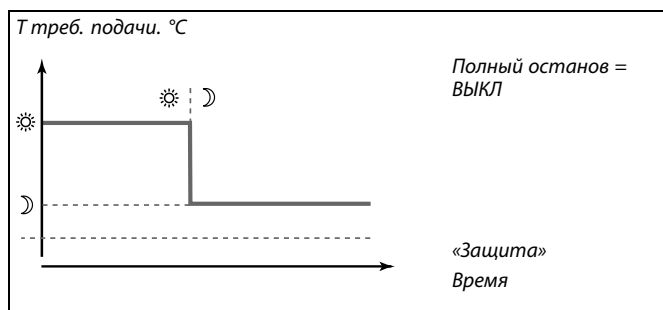 Т треб. подачи. °C
Полный останов =
ВЫКЛ
«Защита»
Время